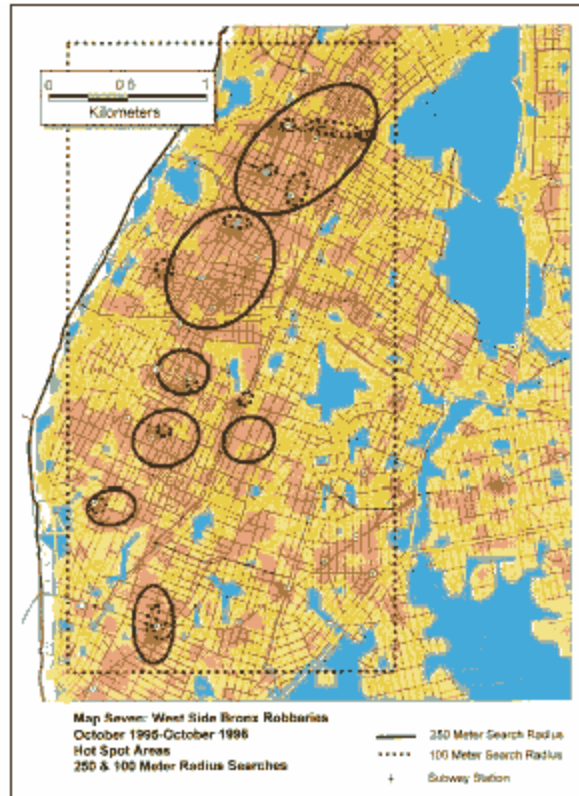 0 0.5 1
Kilometers
Map Seven: West Side Bronx Robberies
October 1995-October 1996
Hot Spot Areas
250 & 100 Meter Radius Searches
250 Meter Search Radius
100 Meter Search Radius
Subway Station